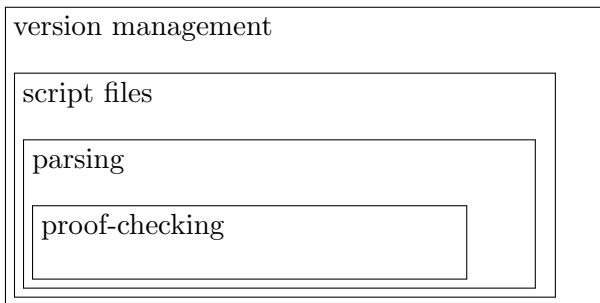 version management
script files
parsing
proof-checking